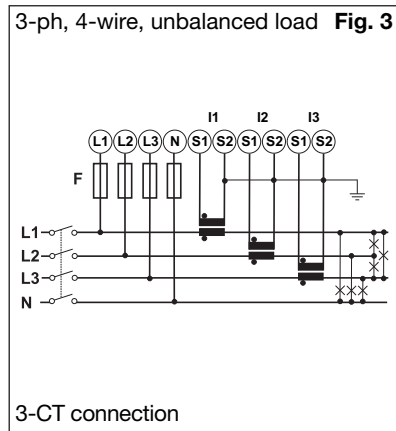 3-ph, 4-wire, unbalanced load Fig. 3
I1 I2 I3
L1 L2 L3 N S1 S2 S1 S2 S1 S2
F
L1
L2
L3
N
3-CT connection